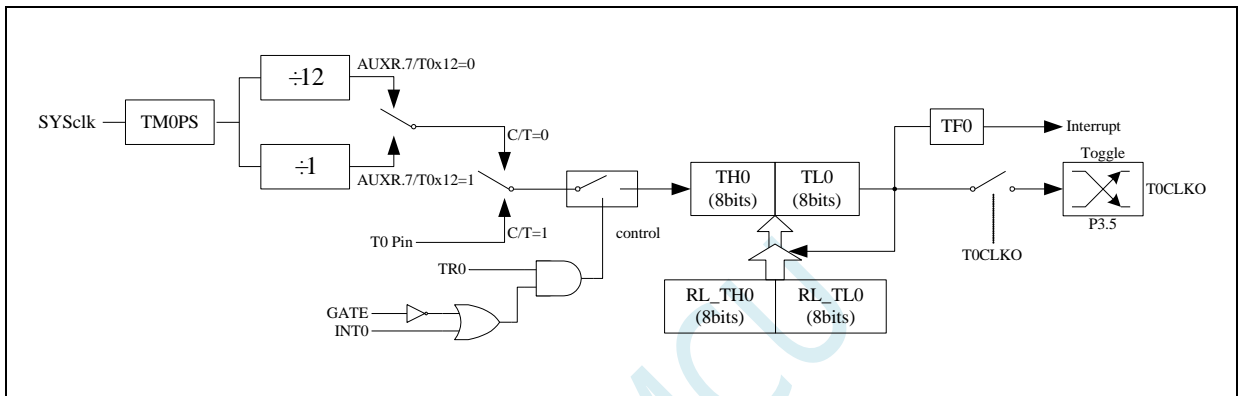 AUXR.7/T0x12=0
÷12
SYSclk
TM0PS
TF0
Interrupt
C/T=0
Toggle
÷1
TH0
(8bits)
TL0
(8bits)
T0CLKO
AUXR.7/T0x12=1
P3.5
T0 Pin
C/T=1
control
T0CLKO
TR0
RL_TH0
(8bits)
RL_TL0
(8bits)
GATE
INT0
MCU